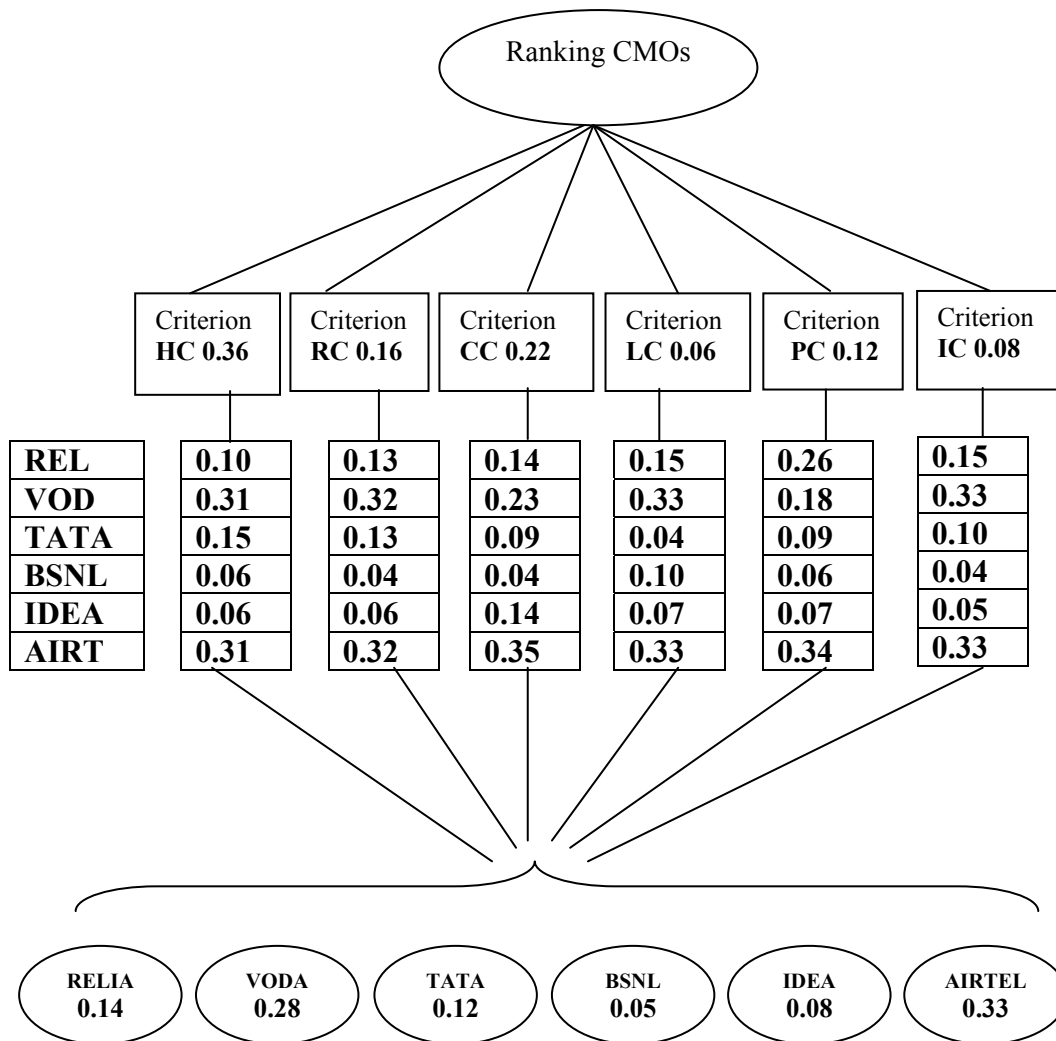 Ranking CMOs
Criterion
HC 0.36
Criterion
RC 0.16
Criterion
CC 0.22
Criterion
LC 0.06
Criterion
PC 0.12
Criterion
IC 0.08
REL 0.10 0.13 0.14 0.15 0.26 0.15
VOD 0.31 0.32 0.23 0.33 0.18 0.33
TATA 0.15 0.13 0.09 0.04 0.09 0.10
BSNL 0.06 0.04 0.04 0.10 0.06 0.04
IDEA 0.06 0.06 0.14 0.07 0.07 0.05
AIRT 0.31 0.32 0.35 0.33 0.34 0.33
RELIA
0.14
VODA
0.28
TATA
0.12
BSNL
0.05
IDEA
0.08
AIRTEL
0.33